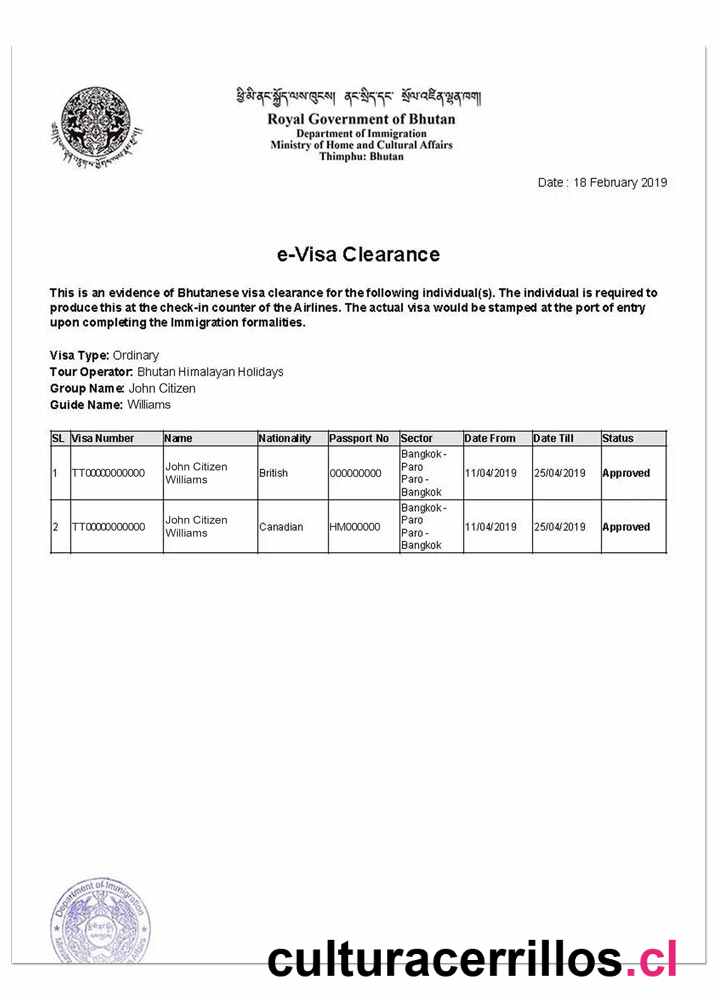 ཕྱི་མི་ནང་སྐྱོད་ལས་ཁུངས། ནང་སྲིད་དང་ སྲོལ་འཛིན་ལྷན་ཁག།
Royal Government of Bhutan
Department of Immigration
Ministry of Home and Cultural Affairs
Thimphu: Bhutan
Date : 18 February 2019
e-Visa Clearance
This is an evidence of Bhutanese visa clearance for the following individual(s). The individual is required to
produce this at the check-in counter of the Airlines. The actual visa would be stamped at the port of entry
upon completing the Immigration formalities.
Visa Type: Ordinary
Tour Operator: Bhutan Himalayan Holidays
Group Name: John Citizen
Guide Name: Williams
SL Visa Number Name Nationality Passport No Sector Date From Date Till Status
1 TT00000000000 John Citizen Williams British 000000000 Bangkok - Paro Paro - Bangkok 11/04/2019 25/04/2019 Approved
2 TT00000000000 John Citizen Williams Canadian HM000000 Bangkok - Paro Paro - Bangkok 11/04/2019 25/04/2019 Approved
Department of Immigration
culturacerrillos.cl